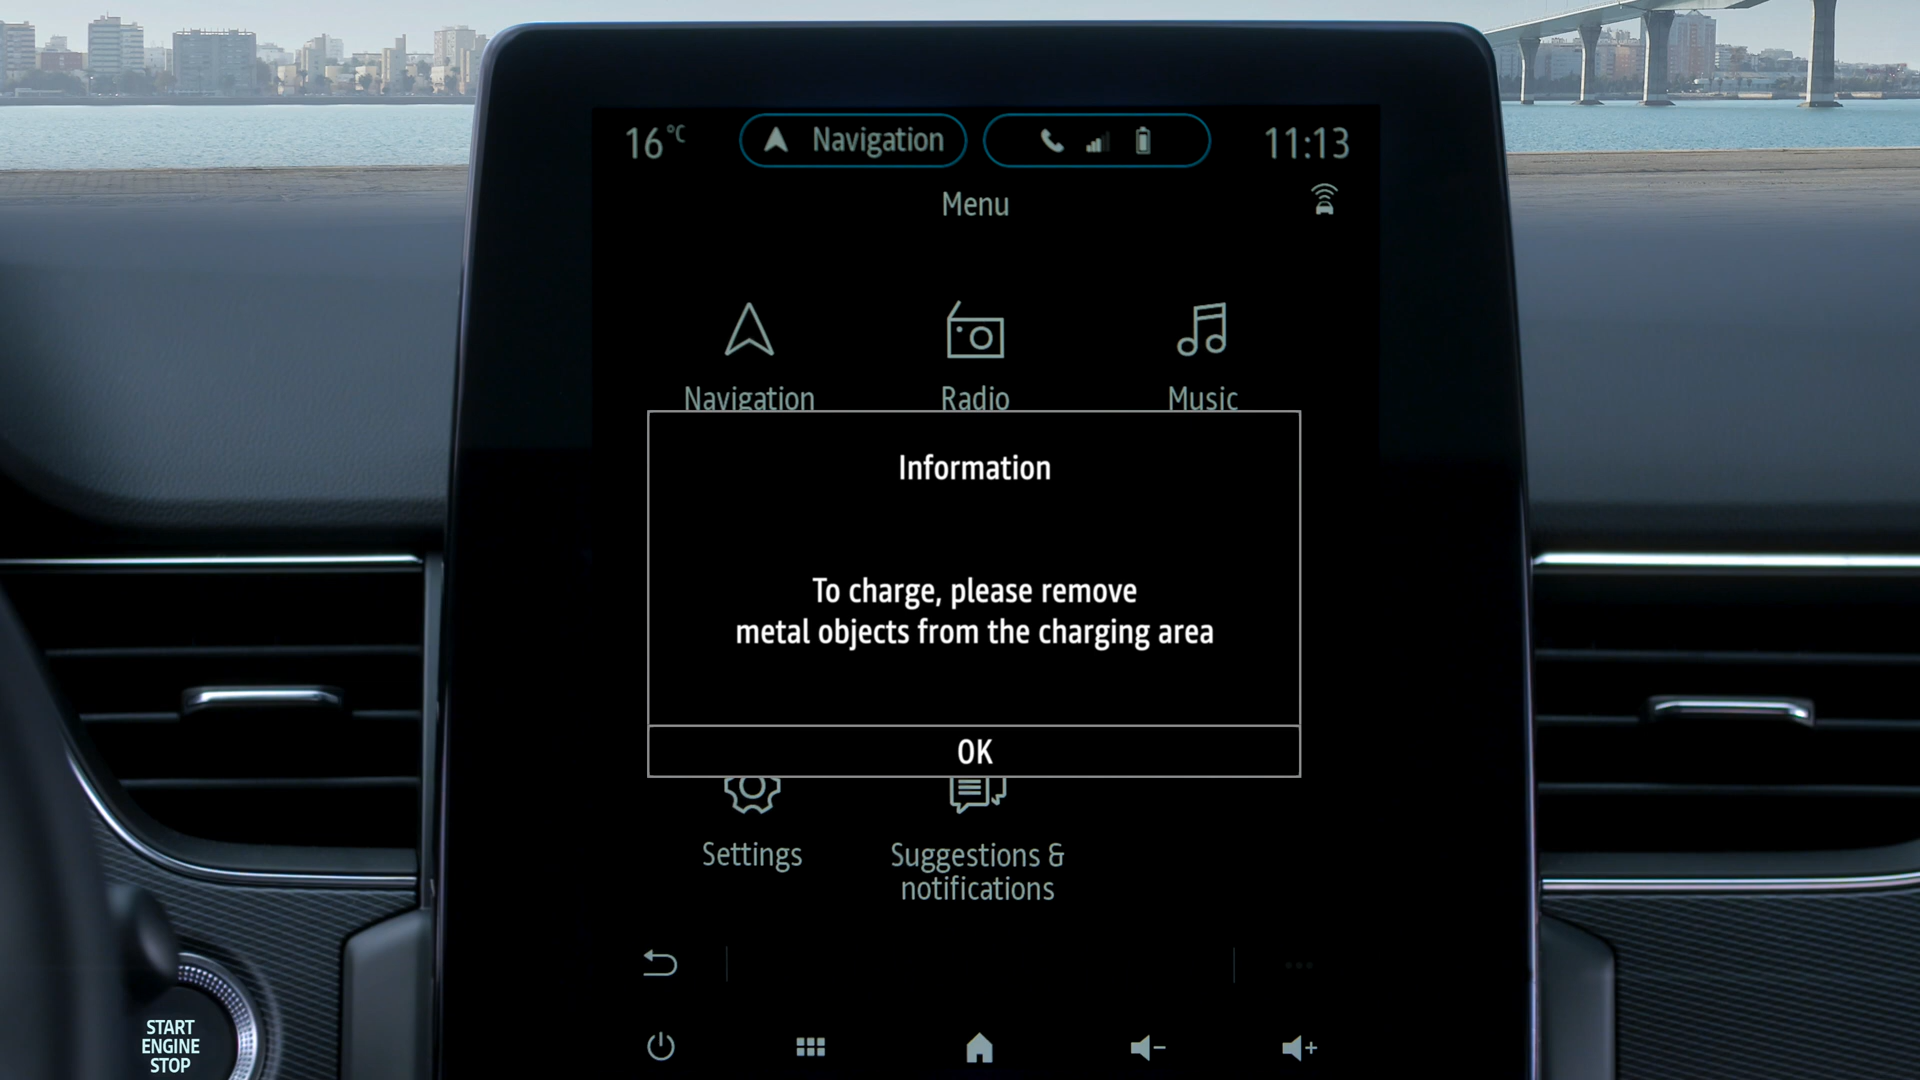 16 °C
Navigation
11:13
Menu
Navigation
Radio
Music
Information
To charge, please remove
metal objects from the charging area
OK
Settings
Suggestions &
notifications
START
ENGINE
STOP